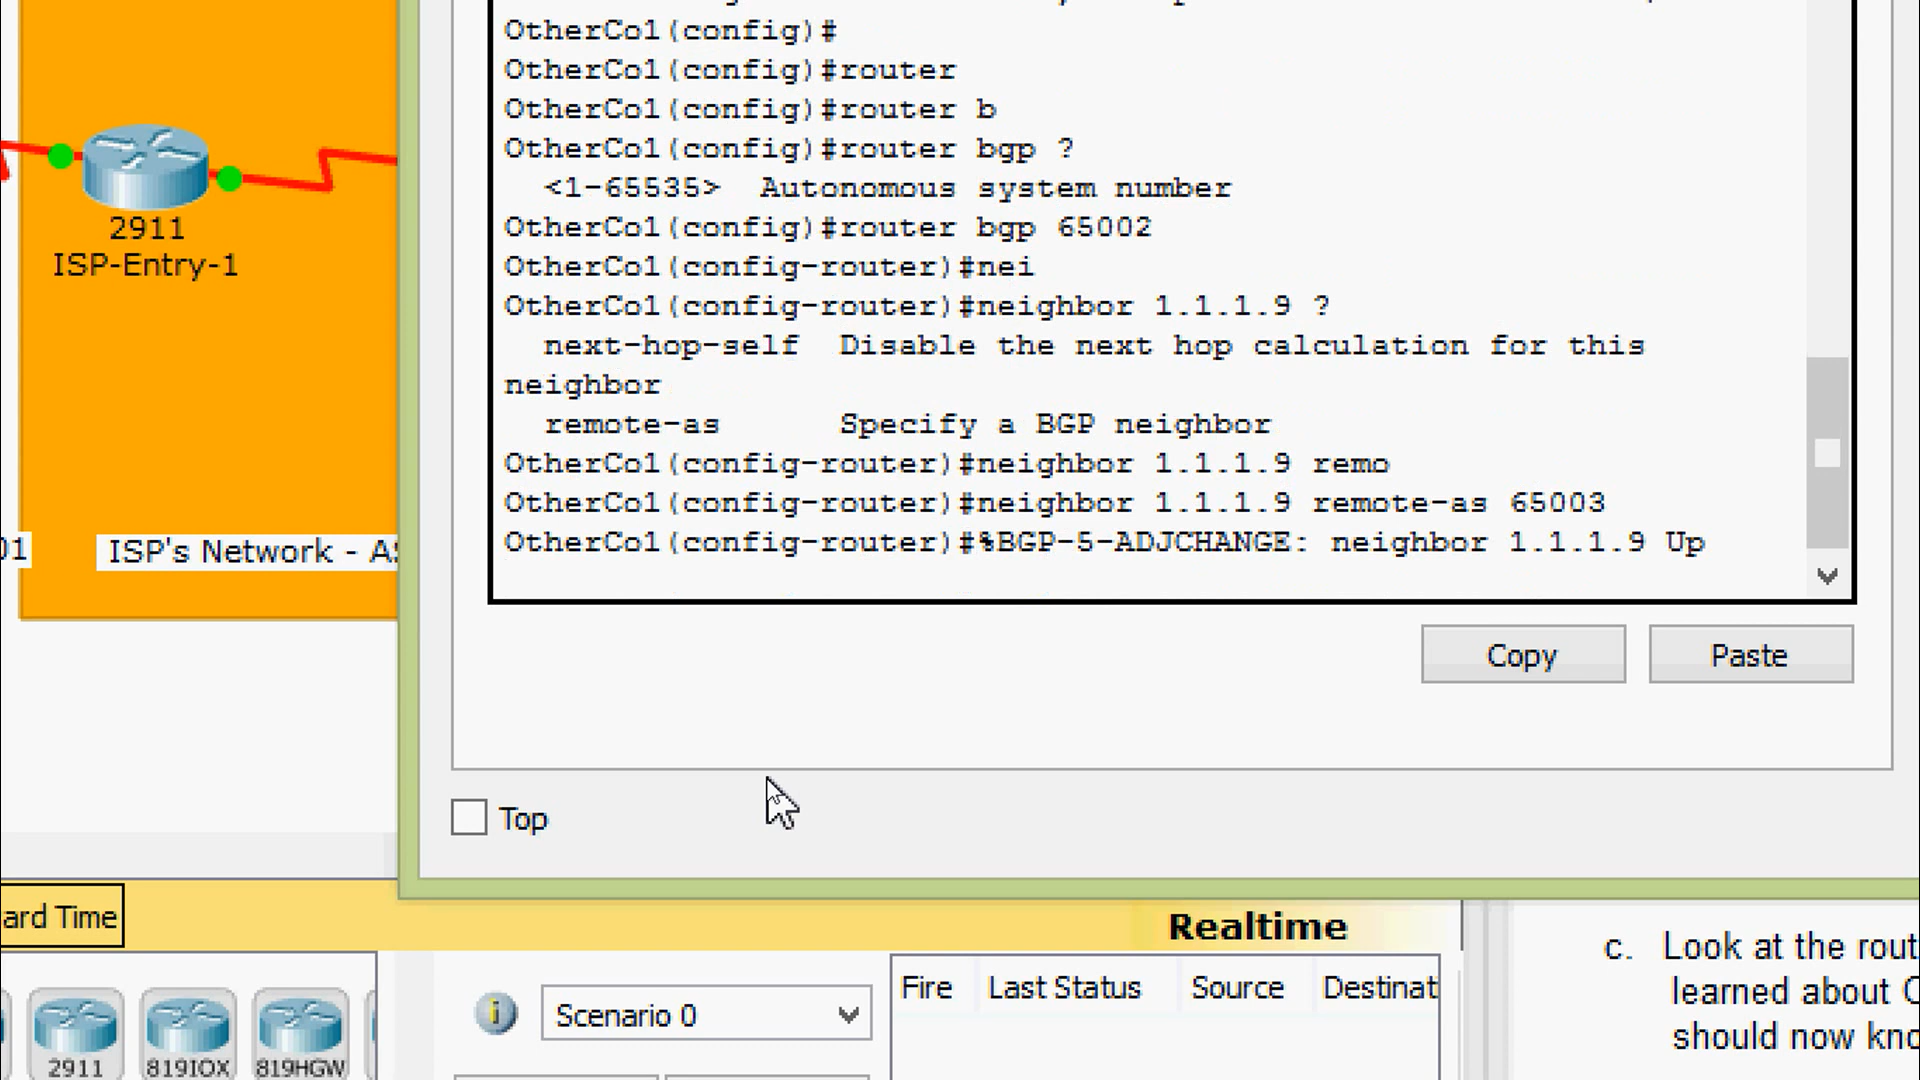 OtherCo1(config)#
OtherCo1(config)#router
OtherCo1(config)#router b
OtherCo1(config)#router bgp ?
<1-65535> Autonomous system number
OtherCo1(config)#router bgp 65002
OtherCo1(config-router)#nei
OtherCo1(config-router)#neighbor 1.1.1.9 ?
next-hop-self Disable the next hop calculation for this
neighbor
remote-as Specify a BGP neighbor
OtherCo1(config-router)#neighbor 1.1.1.9 remo
OtherCo1(config-router)#neighbor 1.1.1.9 remote-as 65003
OtherCo1(config-router)#%BGP-5-ADJCHANGE: neighbor 1.1.1.9 Up
2911
ISP-Entry-1
01
ISP's Network - AS
Copy
Paste
Top
ard Time
Realtime
Fire Last Status Source Destinat
Scenario 0
2911
819IOX
819HGW
c. Look at the rout
learned about C
should now kno